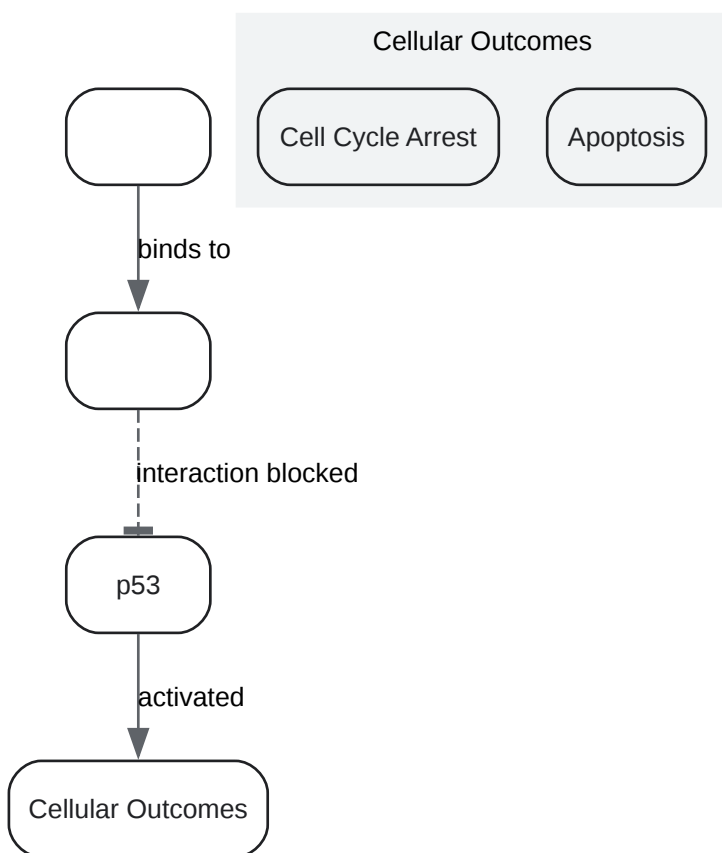 Cellular Outcomes
Cell Cycle Arrest
Apoptosis
binds to
interaction blocked
p53
activated
Cellular Outcomes